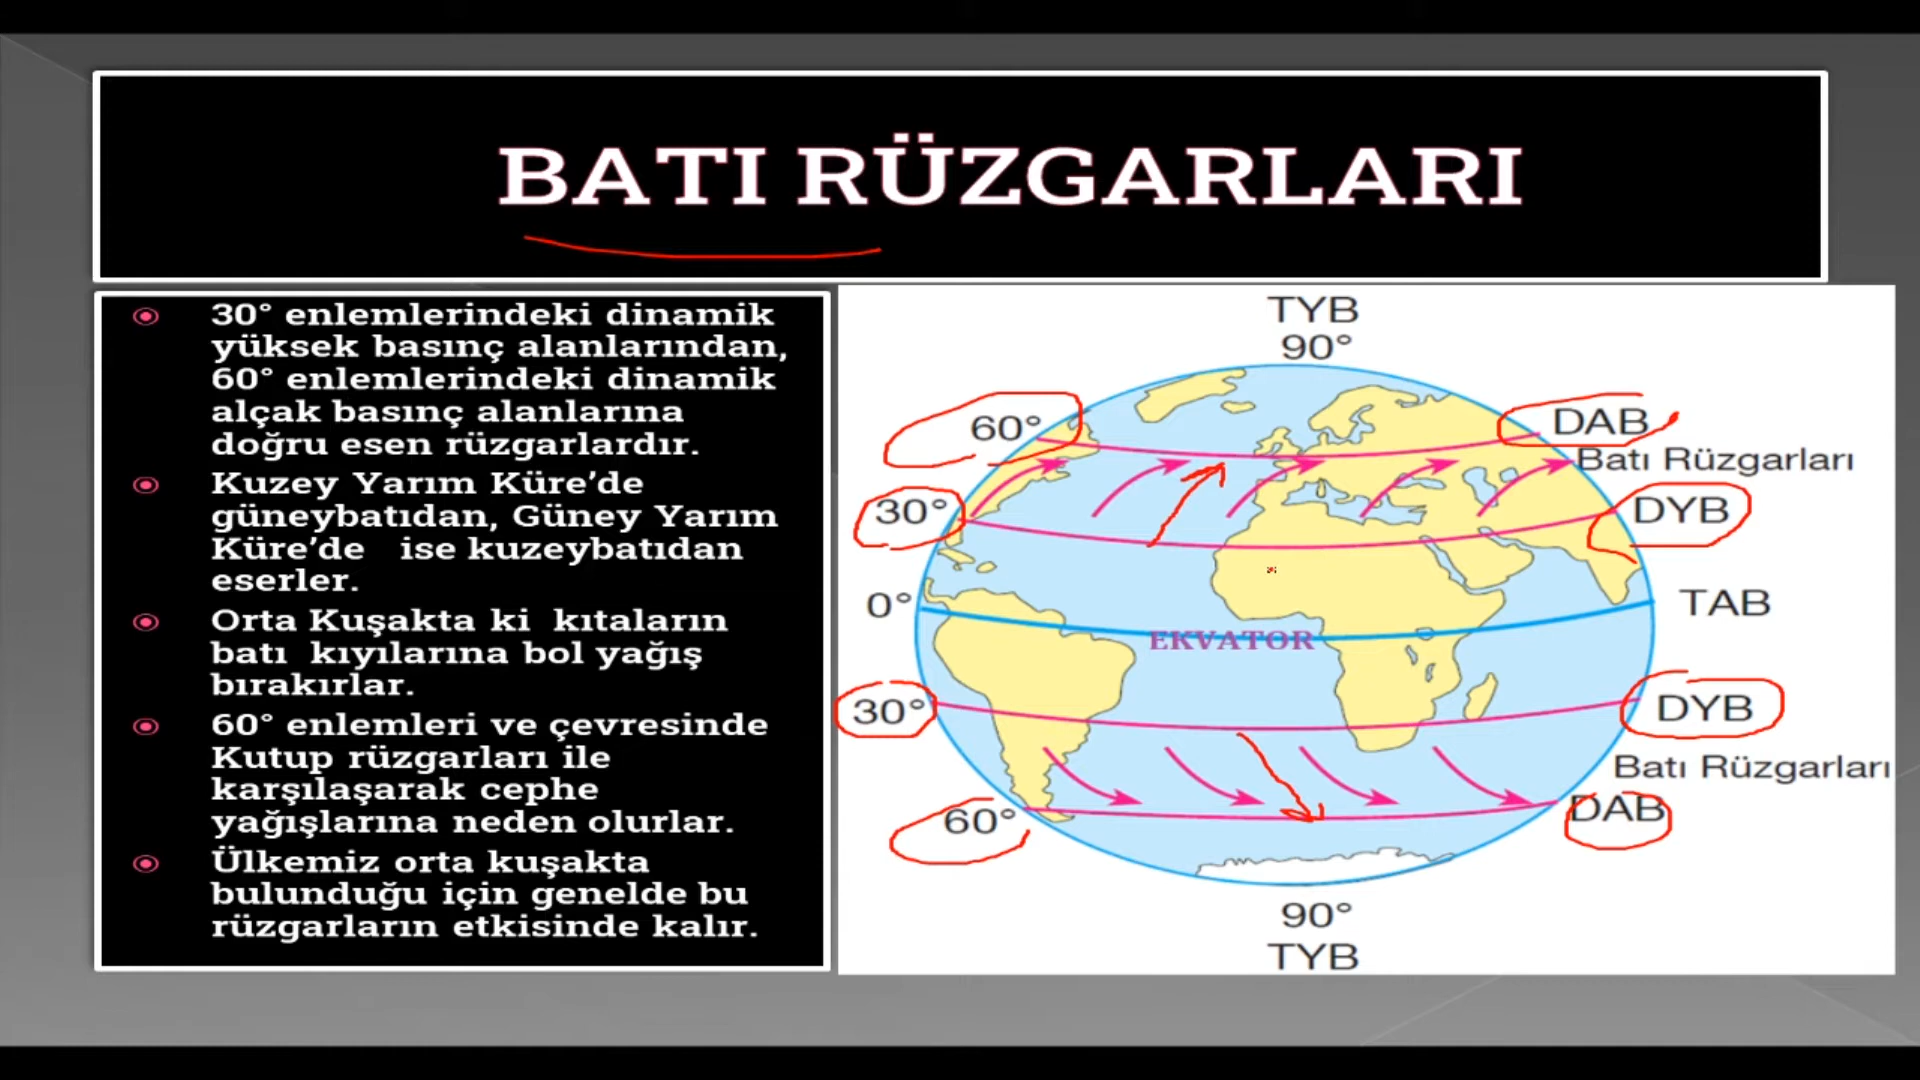 BATI RÜZGARLARI
30° enlemlerindeki dinamik
yüksek basınç alanlarından,
60° enlemlerindeki dinamik
alçak basınç alanlarına
doğru esen rüzgarlardır.
Kuzey Yarım Küre’de
güneybatıdan, Güney Yarım
Küre’de ise kuzeybatıdan
eserler.
Orta Kuşakta ki kıtaların
batı kıyılarına bol yağış
bırakırlar.
60° enlemleri ve çevresinde
Kutup rüzgarları ile
karşılaşarak cephe
yağışlarına neden olurlar.
Ülkemiz orta kuşakta
bulunduğu için genelde bu
rüzgarların etkisinde kalır.
TYB
90°
60°
DAB
Batı Rüzgarları
30°
DYB
0°
TAB
EKVATOR
30°
DYB
Batı Rüzgarları
60°
DAB
90°
TYB